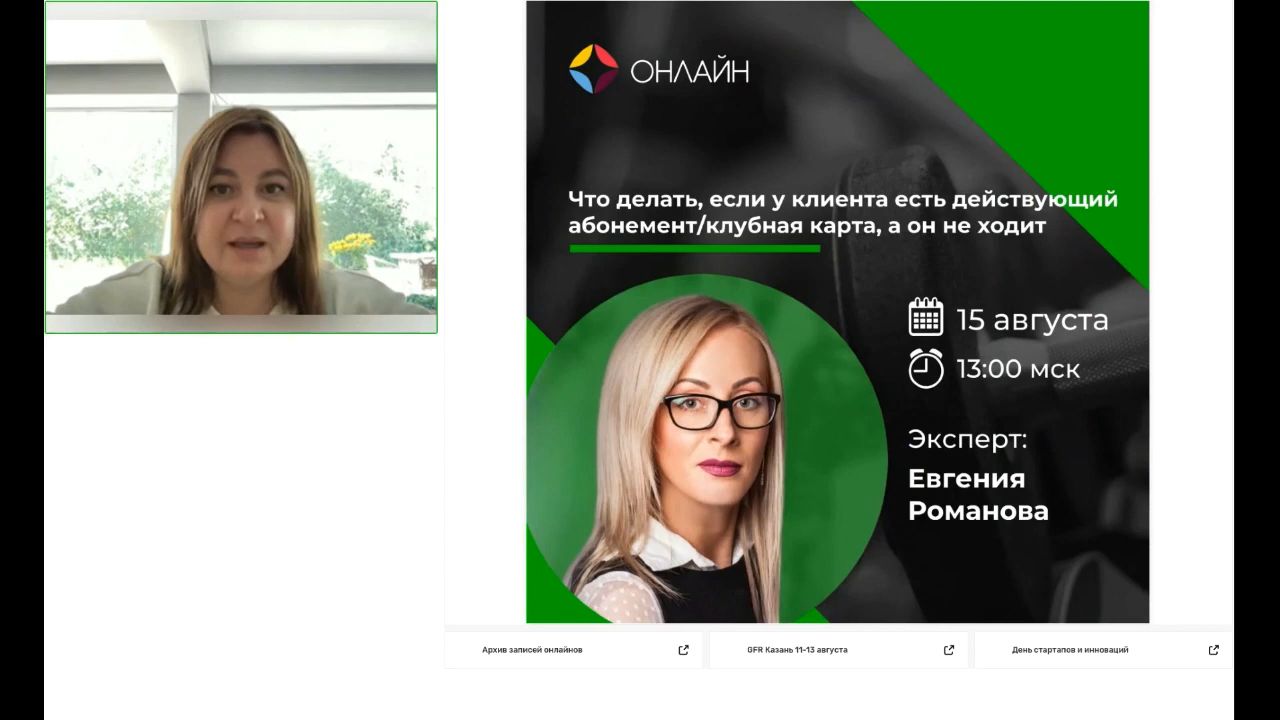 ОНЛАЙН
Что делать, если у клиента есть действующий
абонемент/клубная карта, а он не ходит
15 августа
13:00 мск
Эксперт:
Евгения
Романова
Архив записей онлайнов
GFR Казань 11-13 августа
День стартапов и инноваций